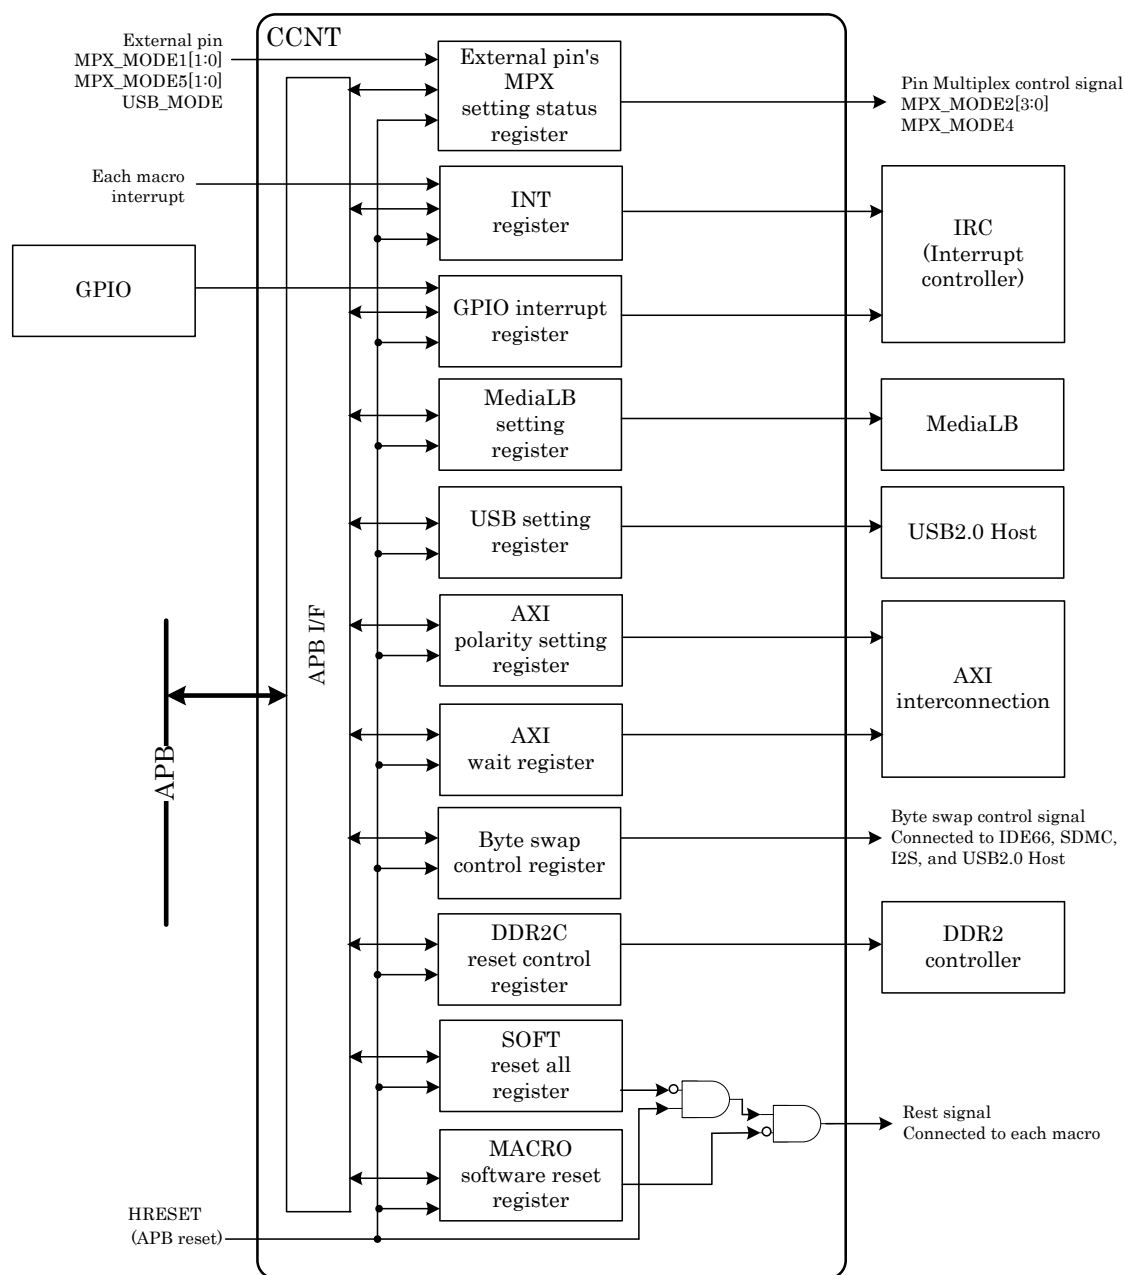 CCNT
External pin
MPX_MODE1[1:0]
MPX_MODE5[1:0]
USB_MODE
External pin's
MPX
setting status
register
Pin Multiplex control signal
MPX_MODE2[3:0]
MPX_MODE4
Each macro
interrupt
INT
register
IRC
(Interrupt
controller)
GPIO
GPIO interrupt
register
MediaLB
setting
register
MediaLB
USB setting
register
USB2.0 Host
APB I/F
AXI
polarity setting
register
AXI
interconnection
APB
AXI
wait register
Byte swap
control register
Byte swap control signal
Connected to IDE66, SDMC,
I2S, and USB2.0 Host
DDR2C
reset control
register
DDR2
controller
SOFT
reset all
register
Rest signal
Connected to each macro
MACRO
software reset
register
HRESET
(APB reset)